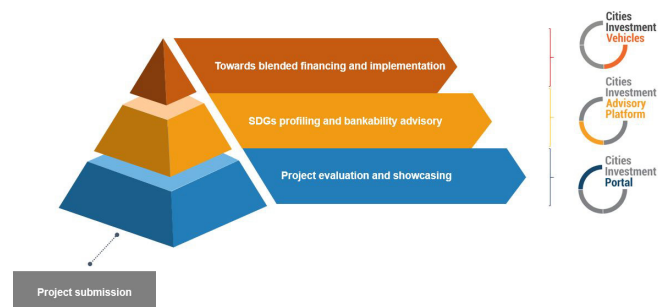 Cities
Investment
Vehicles
Towards blended financing and implementation
Cities
Investment
Advisory
Platform
SDGs profiling and bankability advisory
Cities
Investment
Portal
Project evaluation and showcasing
Project submission